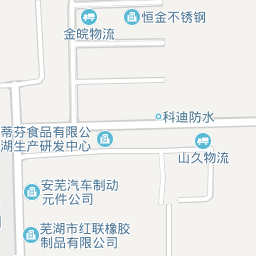 恒金不锈钢
金皖物流
科迪防水
蒂芬食品有限公
湖生产研发中心
山久物流
安芜汽车制动
元件公司
芜湖市红联橡胶
制品有限公司